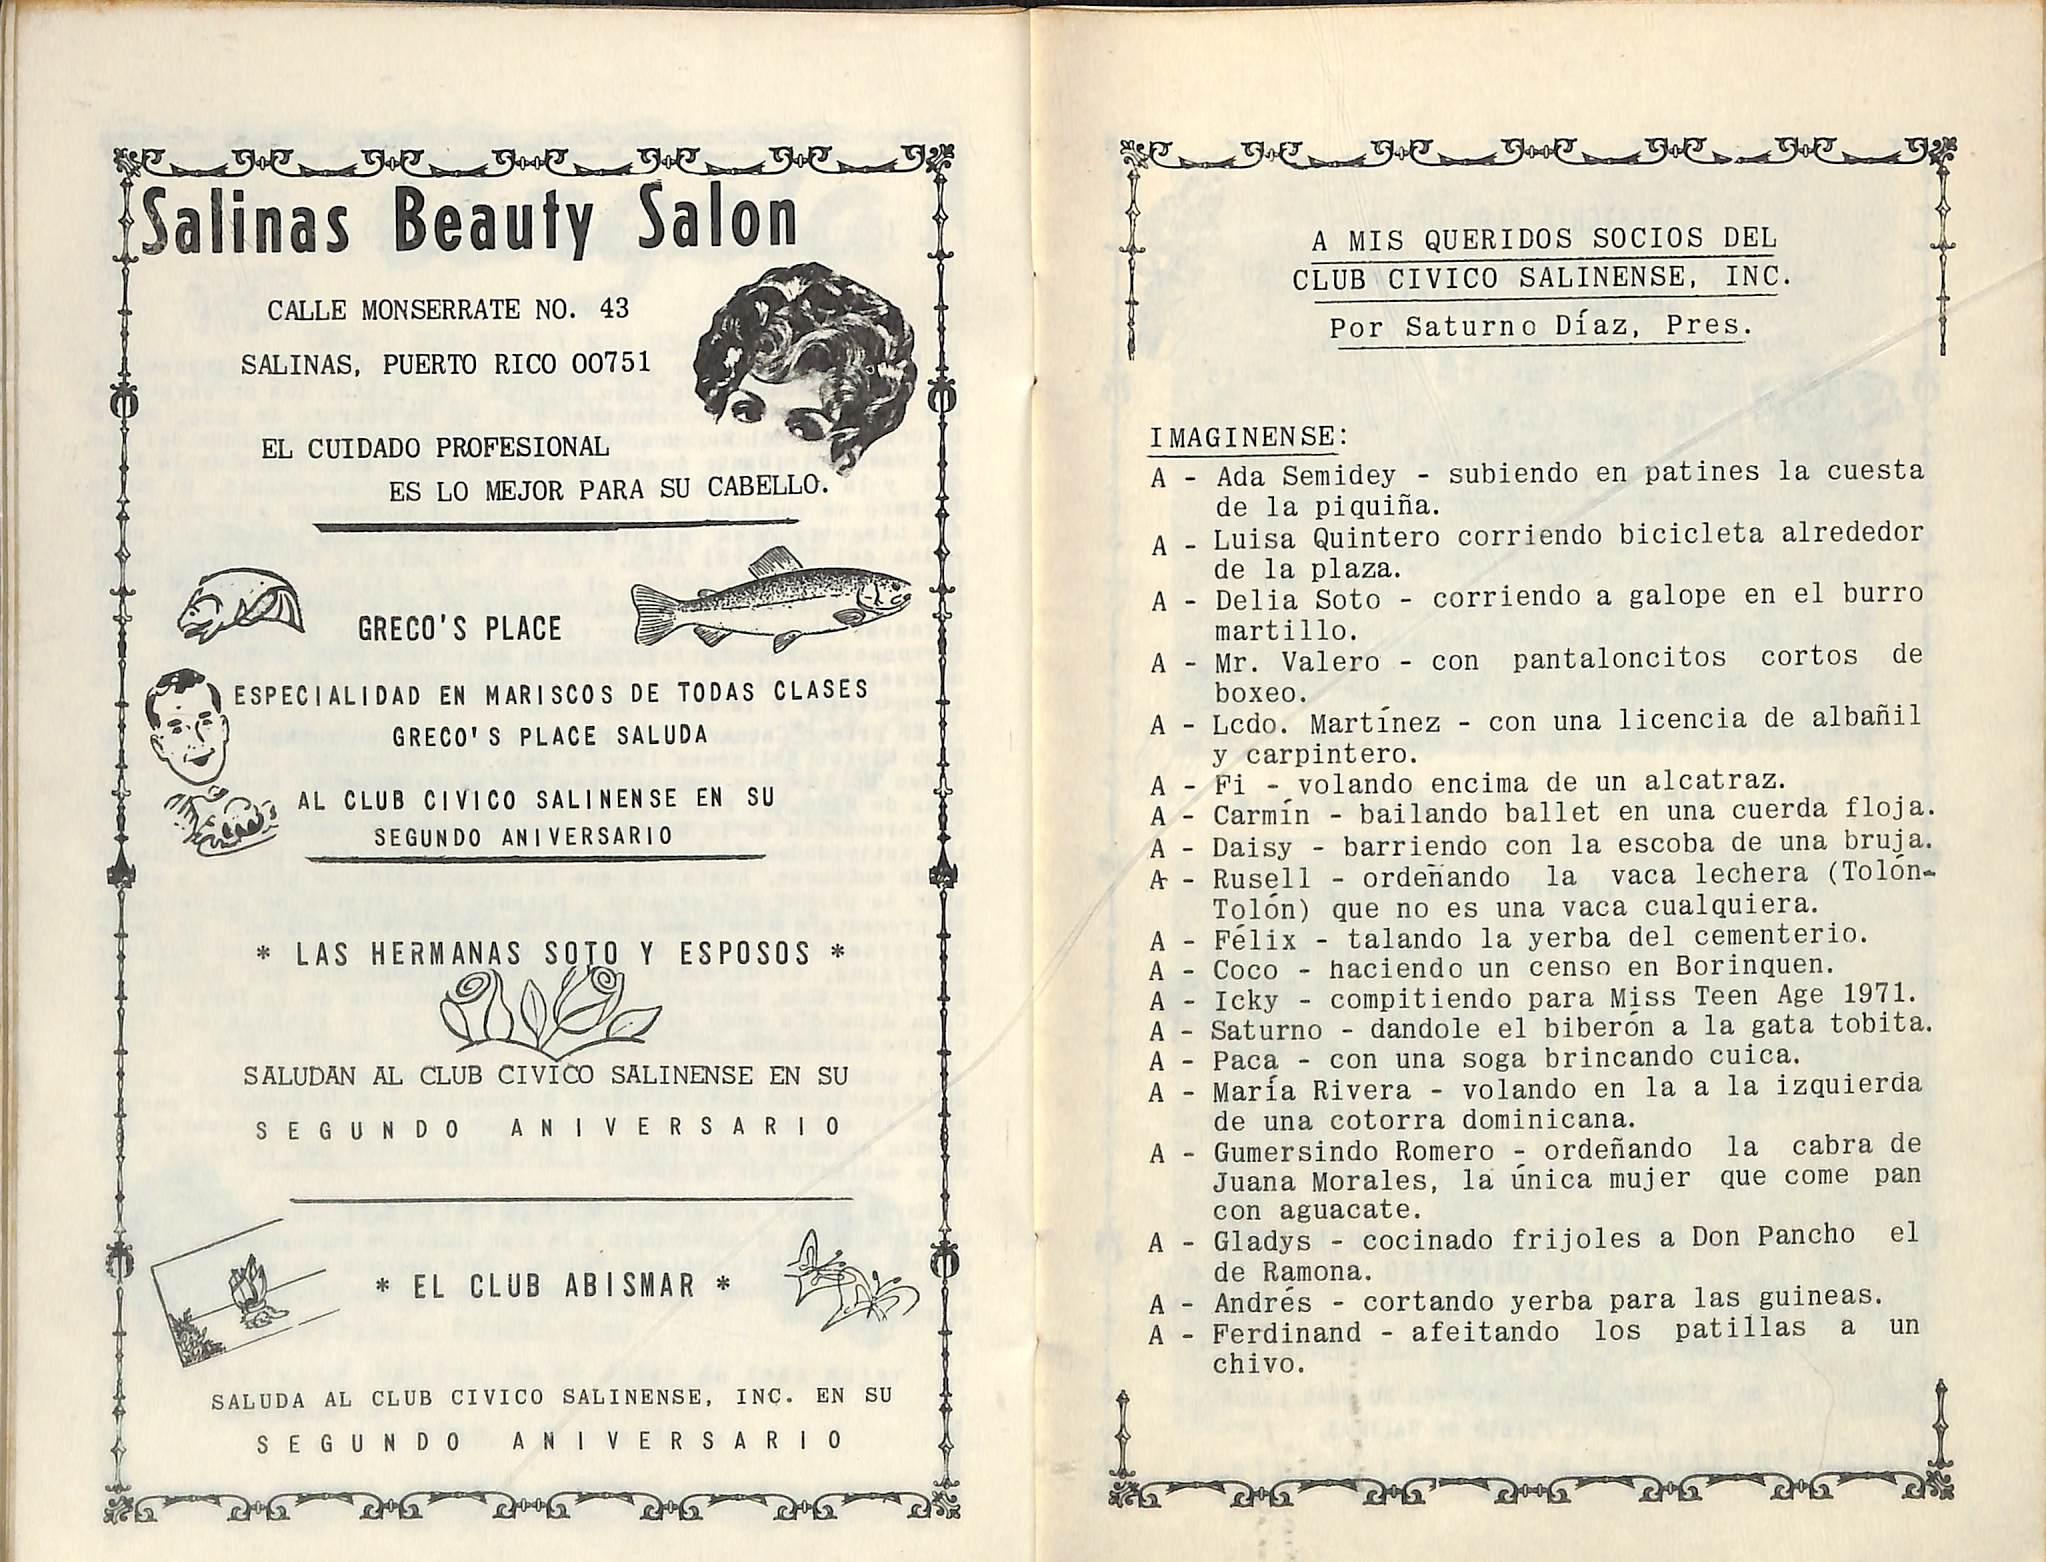 Salinas Beauty Salon
CALLE MONSERRATE NO. 43
SALINAS, PUERTO RICO 00751
EL CUIDADO PROFESIONAL
ES LO MEJOR PARA SU CABELLO.
GRECO'S PLACE
ESPECIALIDAD EN MARISCOS DE TODAS CLASES
GRECO'S PLACE SALUDA
AL CLUB CIVICO SALINENSE EN SU
SEGUNDO ANIVERSARIO
* LAS HERMANAS SOTO Y ESPOSOS *
SALUDAN AL CLUB CIVICO SALINENSE EN SU
SEGUNDO ANIVERSARIO
* EL CLUB ABISMAR *
SALUDA AL CLUB CIVICO SALINENSE, INC. EN SU
SEGUNDO ANIVERSARIO
A MIS QUERIDOS SOCIOS DEL
CLUB CIVICO SALINENSE, INC.
Por Saturno Díaz, Pres.
IMAGINENSE:
A - Ada Semidey - subiendo en patines la cuesta
de la piquiña.
A - Luisa Quintero corriendo bicicleta alrededor
de la plaza.
A - Delia Soto - corriendo a galope en el burro
martillo.
A - Mr. Valero - con pantaloncitos cortos de
boxeo.
A - Lcdo. Martínez - con una licencia de albañil
y carpintero.
A - Fi - volando encima de un alcatraz.
A - Carmín - bailando ballet en una cuerda floja.
A - Daisy - barriendo con la escoba de una bruja.
A - Rusell - ordeñando la vaca lechera (Tolón-
Tolón) que no es una vaca cualquiera.
A - Félix - talando la yerba del cementerio.
A - Coco - haciendo un censo en Borinquen.
A - Icky - compitiendo para Miss Teen Age 1971.
A - Saturno - dandole el biberón a la gata tobita.
A - Paca - con una soga brincando cuica.
A - María Rivera - volando en la a la izquierda
de una cotorra dominicana.
A - Gumersindo Romero - ordeñando la cabra de
Juana Morales, la única mujer que come pan
con aguacate.
A - Gladys - cocinado frijoles a Don Pancho el
de Ramona.
A - Andrés - cortando yerba para las guineas.
A - Ferdinand - afeitando los patillas a un
chivo.